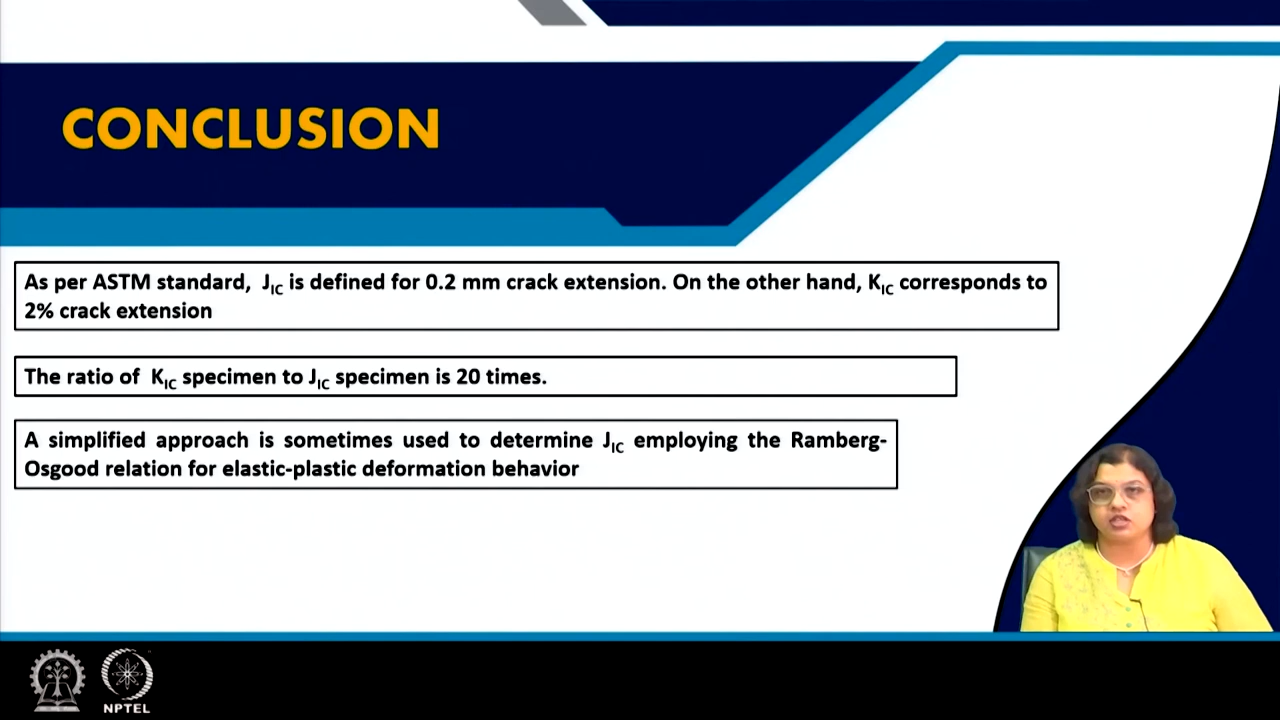 CONCLUSION
As per ASTM standard, JIC is defined for 0.2 mm crack extension. On the other hand, KIC corresponds to
2% crack extension
The ratio of KIC specimen to JIC specimen is 20 times.
A simplified approach is sometimes used to determine JIC employing the Ramberg-
Osgood relation for elastic-plastic deformation behavior
NPTEL